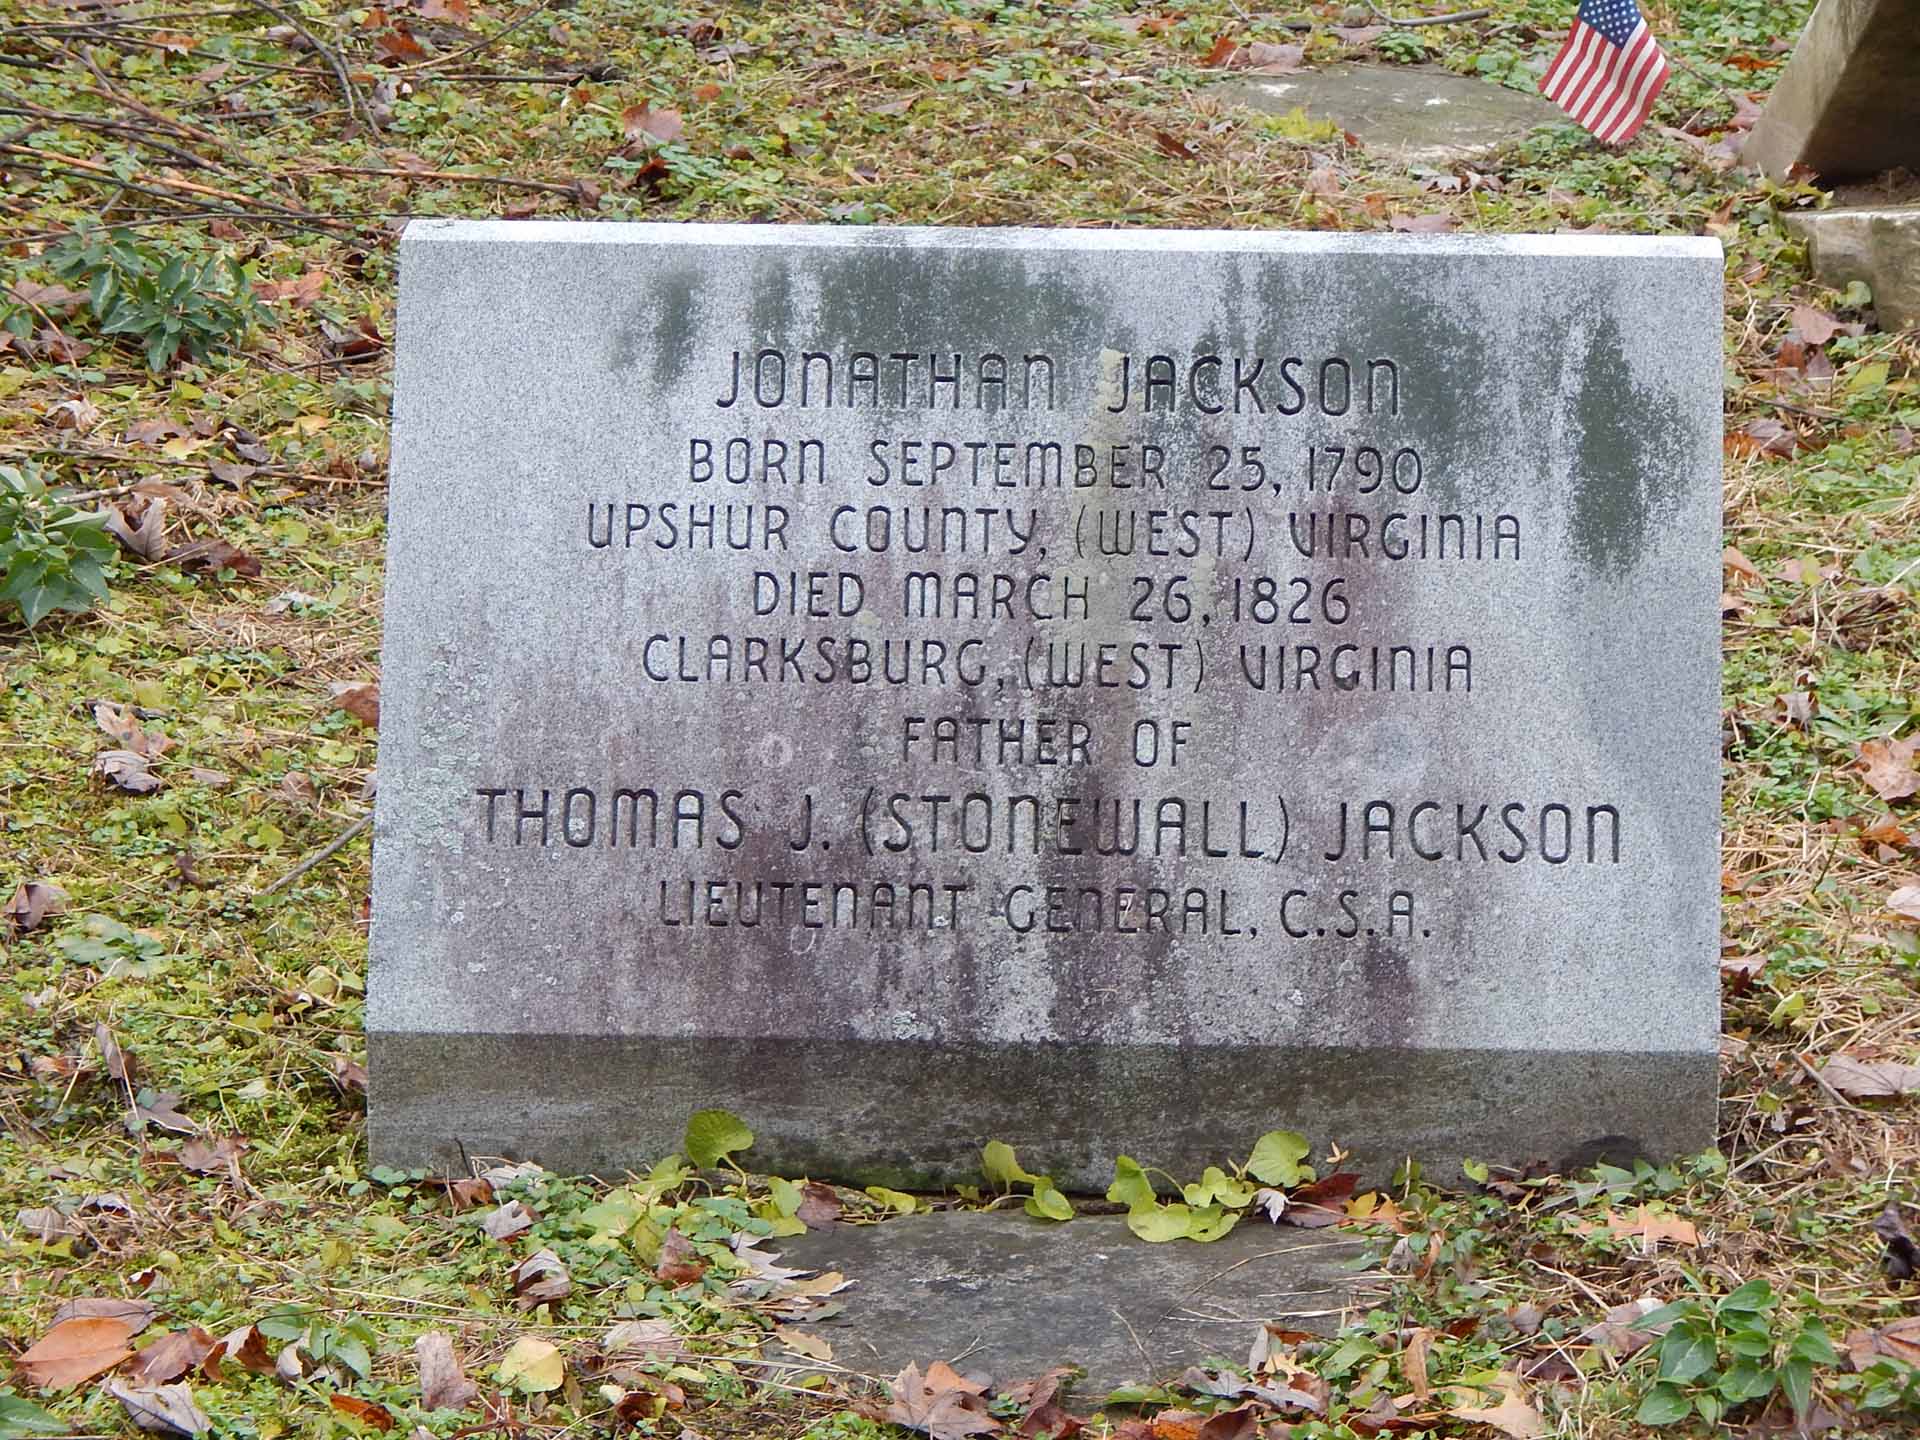 JONATHAN JACKSON
BORN SEPTEMBER 25, 1790
UPSHUR COUNTY, (WEST) VIRGINIA
DIED MARCH 26, 1826
CLARKSBURG, (WEST) VIRGINIA
FATHER OF
THOMAS J. (STONEWALL) JACKSON
LIEUTENANT GENERAL, C.S.A.